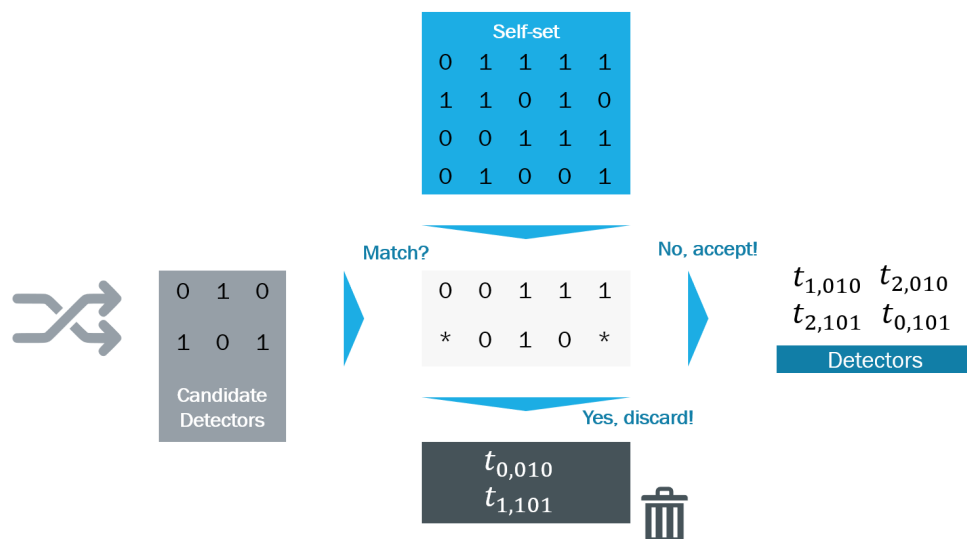 Self-set
0 1 1 1 1
1 1 0 1 0
0 0 1 1 1
0 1 0 0 1
Match?
No, accept!
0 1 0
1 0 1
Candidate
Detectors
0 0 1 1 1
* 0 1 0 *
t₁,₀₁₀ t₂,₀₁₀
t₂,₁₀₁ t₀,₁₀₁
Detectors
Yes, discard!
t₀,₀₁₀
t₁,₁₀₁